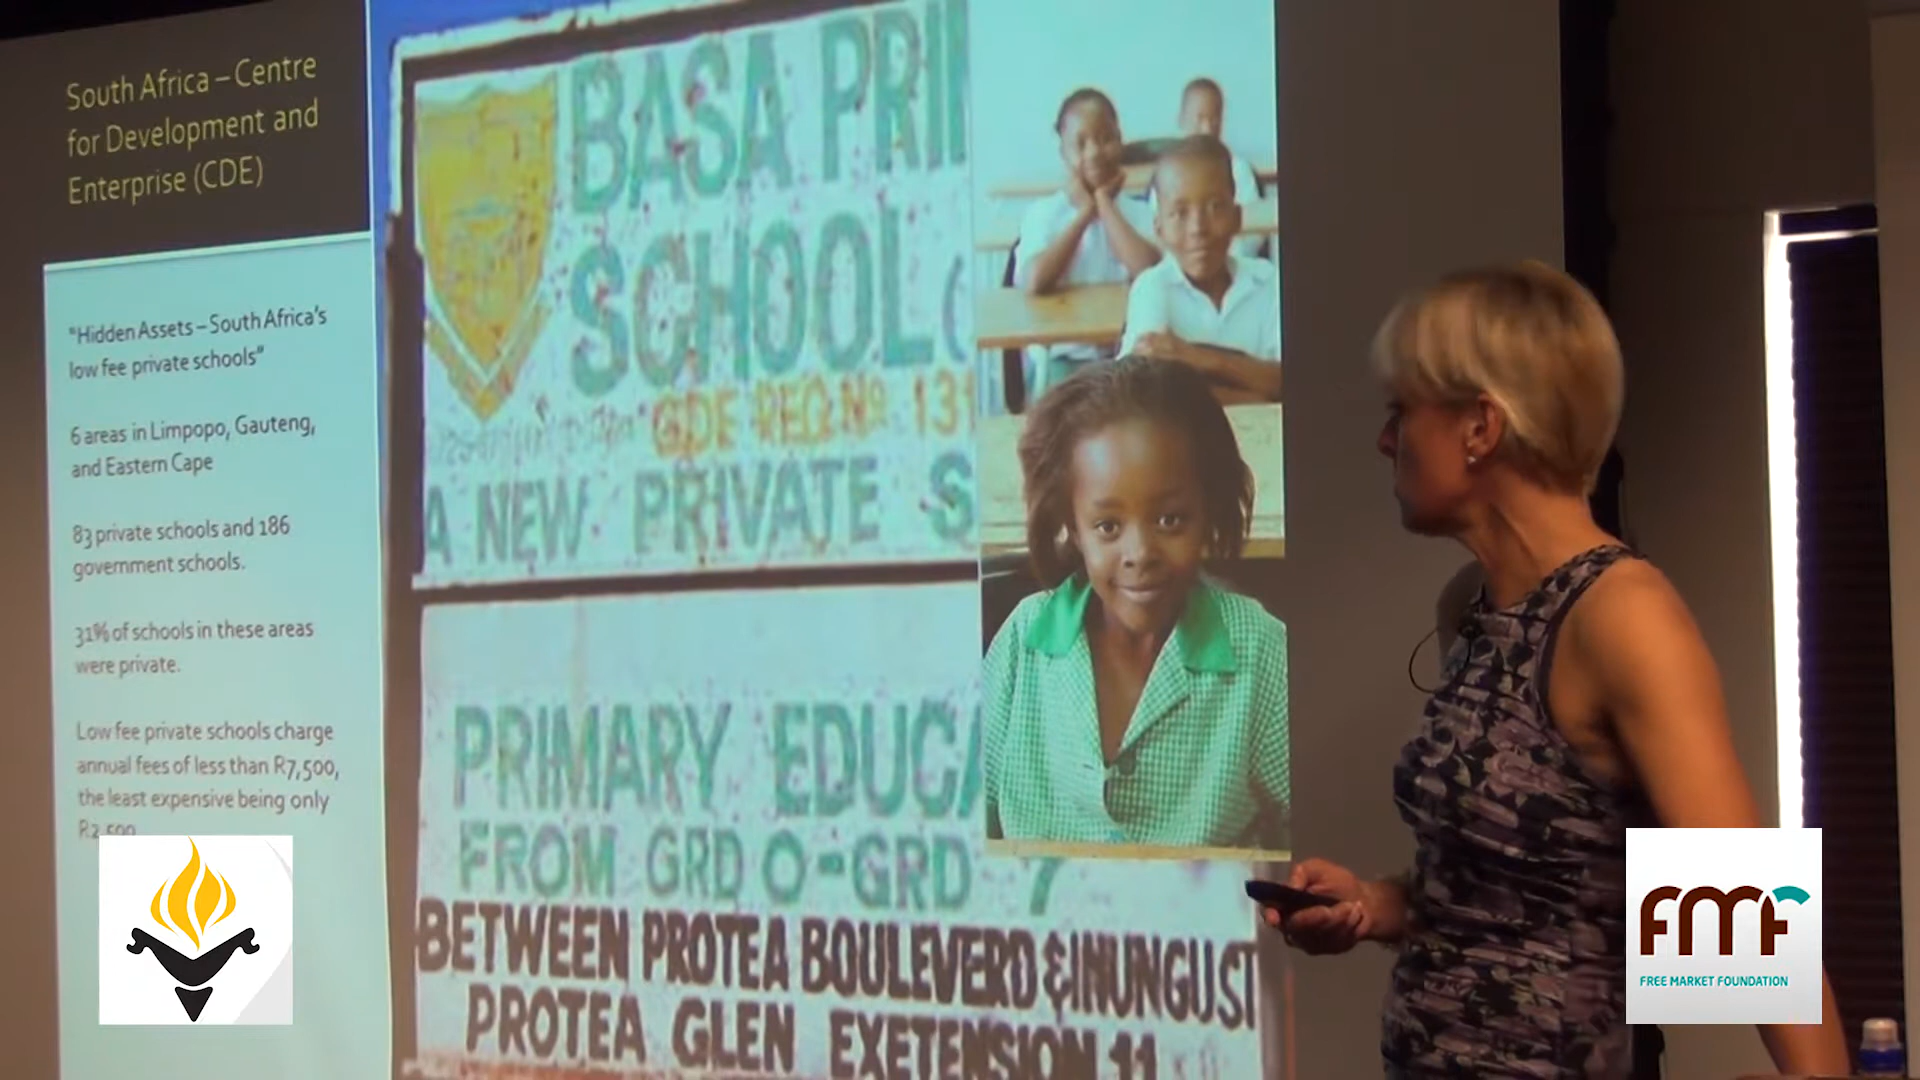 South Africa – Centre
for Development and
Enterprise (CDE)
"Hidden Assets – South Africa's
low fee private schools"
6 areas in Limpopo, Gauteng,
and Eastern Cape
83 private schools and 186
government schools.
31% of schools in these areas
were private.
Low fee private schools charge
annual fees of less than R7,500,
the least expensive being only
BASA PRI
SCHOOL (
GDE REQ Nº 131
A NEW PRIVATE S
PRIMARY EDUCA
FROM GRD 0-GRD 7
BETWEEN PROTEA BOULEVERD & INUNGUST
PROTEA GLEN EXETENSION 11
FMF
FREE MARKET FOUNDATION